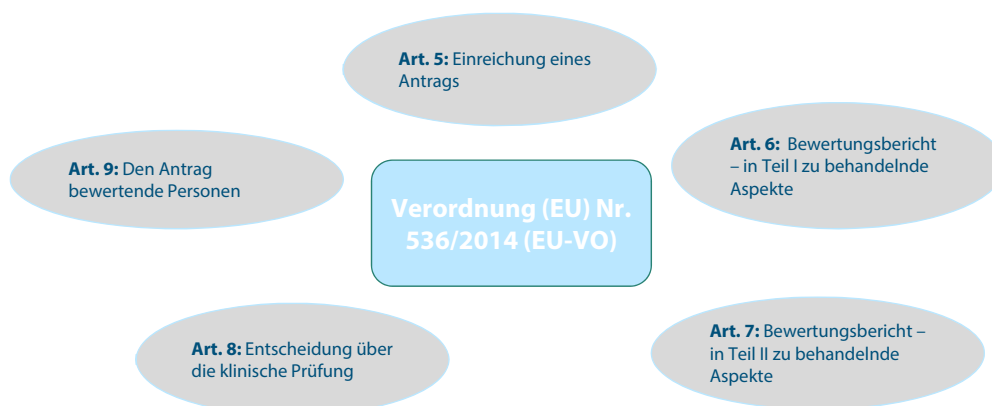 Art. 5: Einreichung eines
Antrags
Art. 6: Bewertungsbericht
– in Teil I zu behandelnde
Aspekte
Art. 9: Den Antrag
bewertende Personen
Verordnung (EU) Nr.
536/2014 (EU-VO)
Art. 7: Bewertungsbericht –
in Teil II zu behandelnde
Aspekte
Art. 8: Entscheidung über
die klinische Prüfung